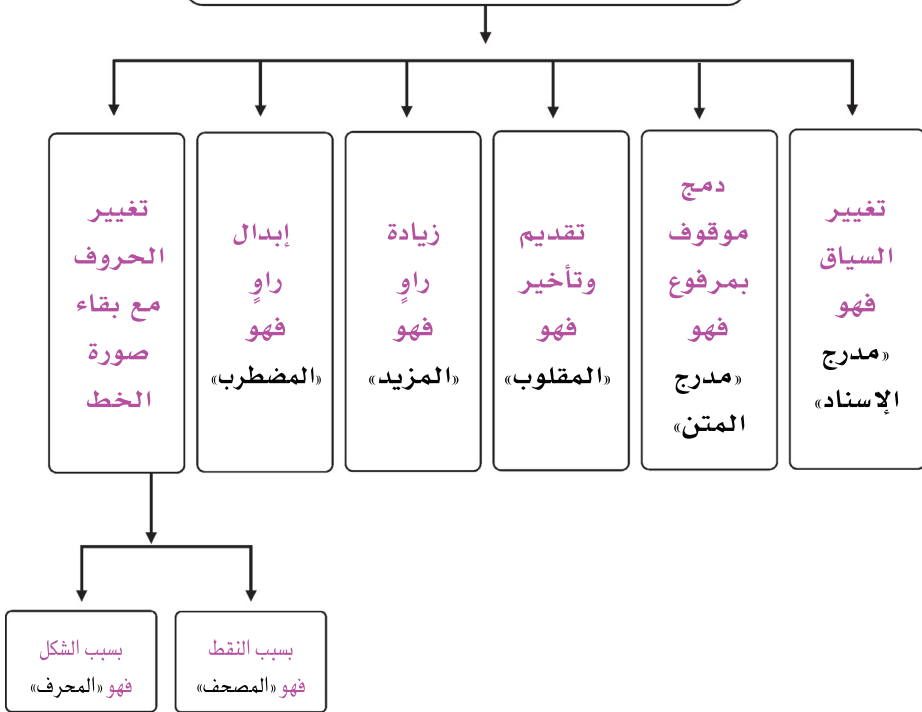 تغيير
السياق
فهو
«مدرج
الإسناد»
دمج
موقوف
بمرفوع
فهو
«مدرج
المتن»
تقديم
وتأخير
فهو
«المقلوب»
زيادة
راوٍ
فهو
«المزيد»
إبدال
راوٍ
فهو
«المضطرب»
تغيير
الحروف
مع بقاء
صورة
الخط
بسبب النقط
فهو «المصحف»
بسبب الشكل
فهو «المحرف»